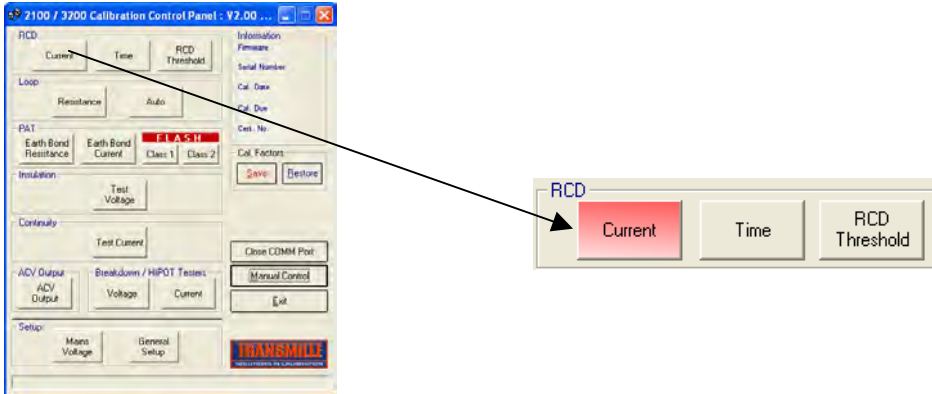 2100 / 3200 Calibration Control Panel : V2.00 ...
RCD
Current
Time
RCD
Threshold
Loop
Resistance
Auto
PAT
Earth Bond
Resistance
Earth Bond
Current
FLASH
Class 1
Class 2
Insulation
Test
Voltage
Continuity
Test Current
ACV Output
ACV
Output
Breakdown / HIPOT Testers
Voltage
Current
Setup
Mains
Voltage
General
Setup
Information
Firmware
Serial Number
Cal. Date
Cal. Due
Cert. No.
Cal. Factors
Save
Restore
Close COMM Port
Manual Control
Exit
TRANSMILLE
SOLUTIONS IN CALIBRATION
RCD
Current
Time
RCD
Threshold